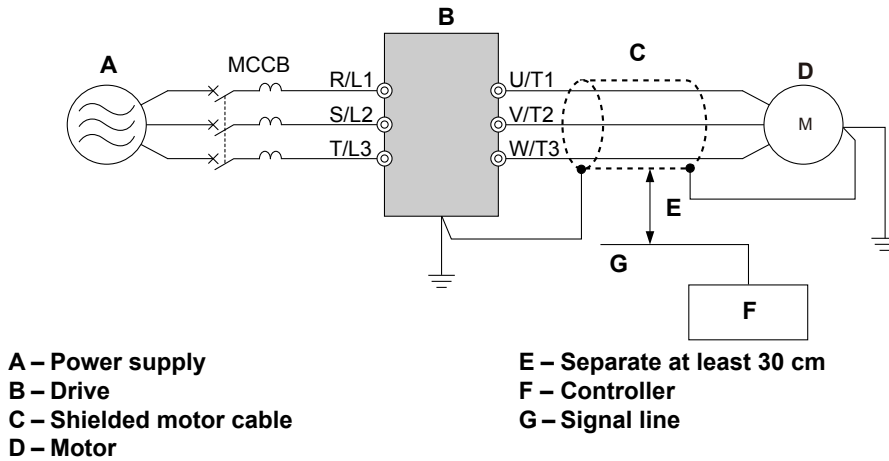 B
A
MCCB
C
D
R/L1
U/T1
S/L2
V/T2
M
T/L3
W/T3
E
G
F
A – Power supply
B – Drive
C – Shielded motor cable
D – Motor
E – Separate at least 30 cm
F – Controller
G – Signal line